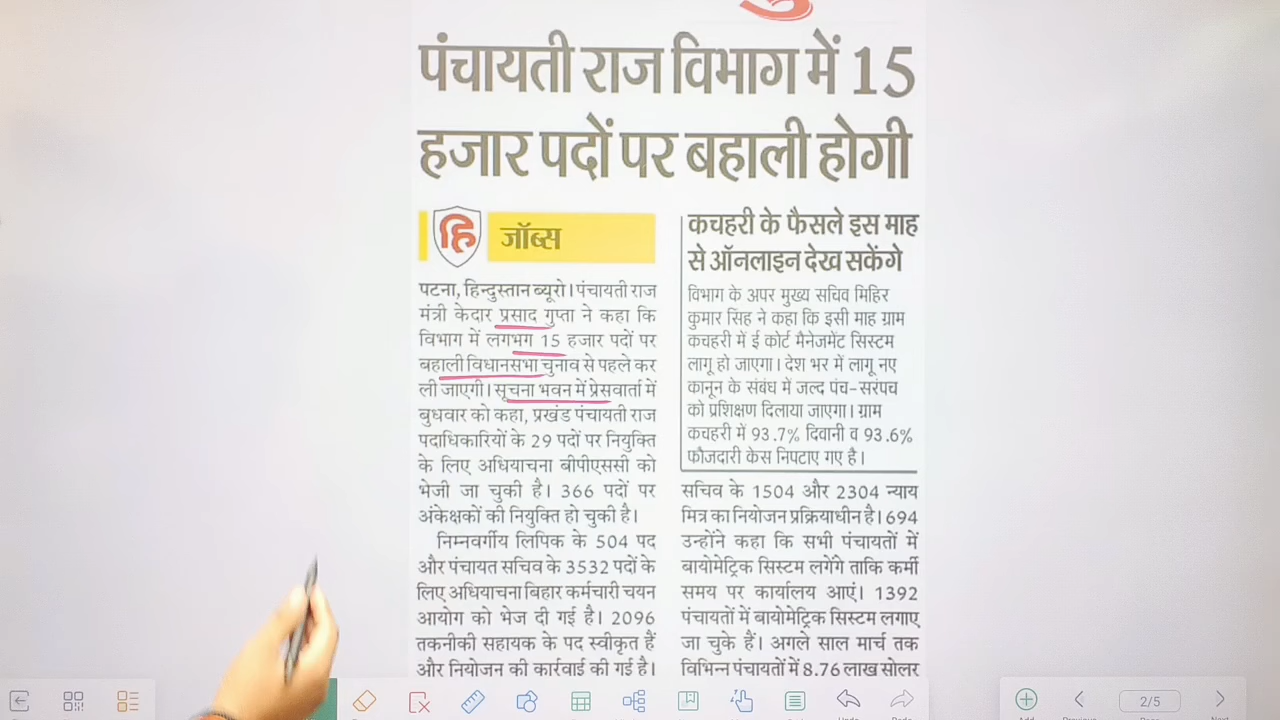 पंचायती राज विभाग में 15
हजार पदों पर बहाली होगी
हि जॉब्स
पटना, हिन्दुस्तान ब्यूरो। पंचायती राज
मंत्री केदार प्रसाद गुप्ता ने कहा कि
विभाग में लगभग 15 हजार पदों पर
बहाली विधानसभा चुनाव से पहले कर
ली जाएगी। सूचना भवन में प्रेसवार्ता में
बुधवार को कहा, प्रखंड पंचायती राज
पदाधिकारियों के 29 पदों पर नियुक्ति
के लिए अधियाचना बीपीएससी को
भेजी जा चुकी है। 366 पदों पर
अंकेक्षकों की नियुक्ति हो चुकी है।
निम्नवर्गीय लिपिक के 504 पद
और पंचायत सचिव के 3532 पदों के
लिए अधियाचना बिहार कर्मचारी चयन
आयोग को भेज दी गई है। 2096
तकनीकी सहायक के पद स्वीकृत हैं
और नियोजन की कार्रवाई की गई है।
कचहरी के फैसले इस माह
से ऑनलाइन देख सकेंगे
विभाग के अपर मुख्य सचिव मिहिर
कुमार सिंह ने कहा कि इसी माह ग्राम
कचहरी में ई कोर्ट मैनेजमेंट सिस्टम
लागू हो जाएगा। देश भर में लागू नए
कानून के संबंध में जल्द पंच-सरंपच
को प्रशिक्षण दिलाया जाएगा। ग्राम
कचहरी में 93.7% दिवानी व 93.6%
फौजदारी केस निपटाए गए है।
सचिव के 1504 और 2304 न्याय
मित्र का नियोजन प्रक्रियाधीन है। 694
उन्होंने कहा कि सभी पंचायतों में
बायोमेट्रिक सिस्टम लगेंगे ताकि कर्मी
समय पर कार्यालय आएं। 1392
पंचायतों में बायोमेट्रिक सिस्टम लगाए
जा चुके हैं। अगले साल मार्च तक
विभिन्न पंचायतों में 8.76 लाख सोलर
2/5